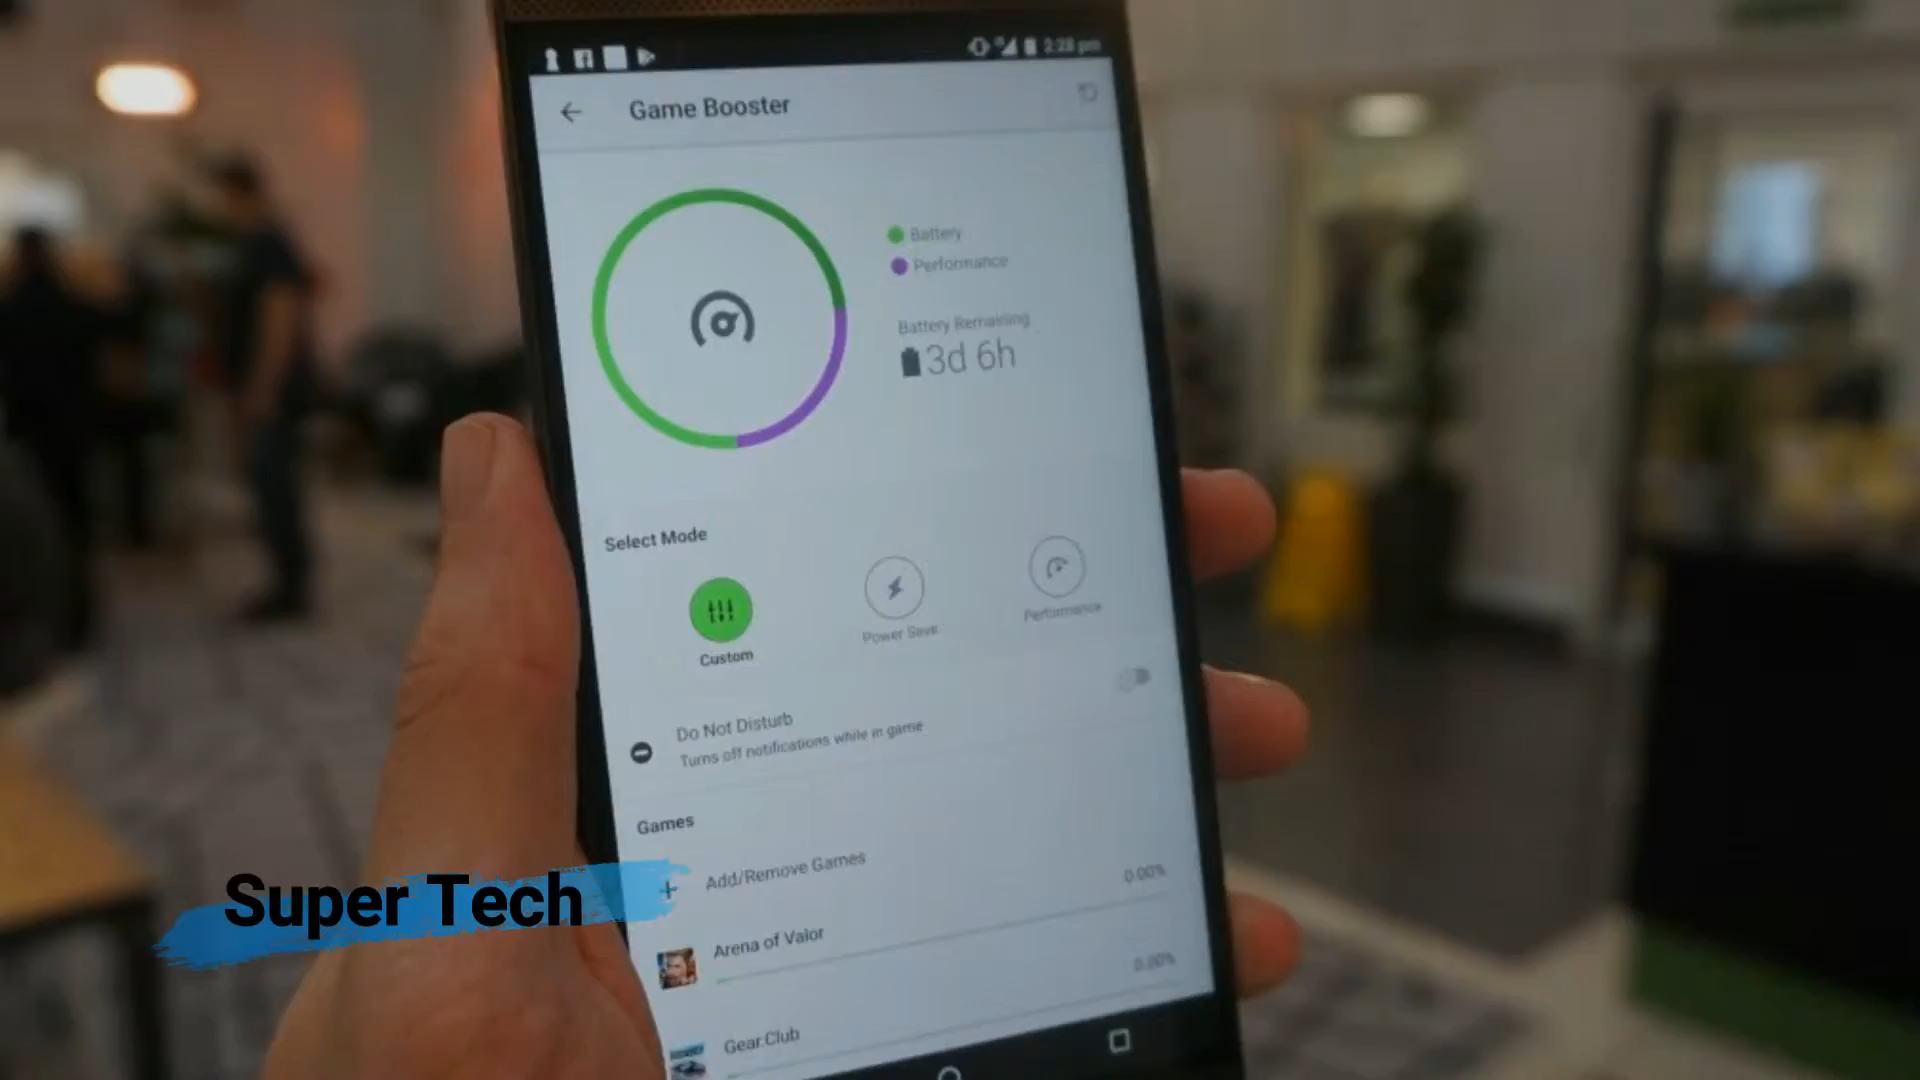 2:28 pm
Game Booster
Battery
Performance
Battery Remaining
3d 6h
Select Mode
Custom
Power Save
Performance
Do Not Disturb
Turns off notifications while in game
Games
Add/Remove Games
0.00%
Arena of Valor
0.00%
Gear.Club
Super Tech